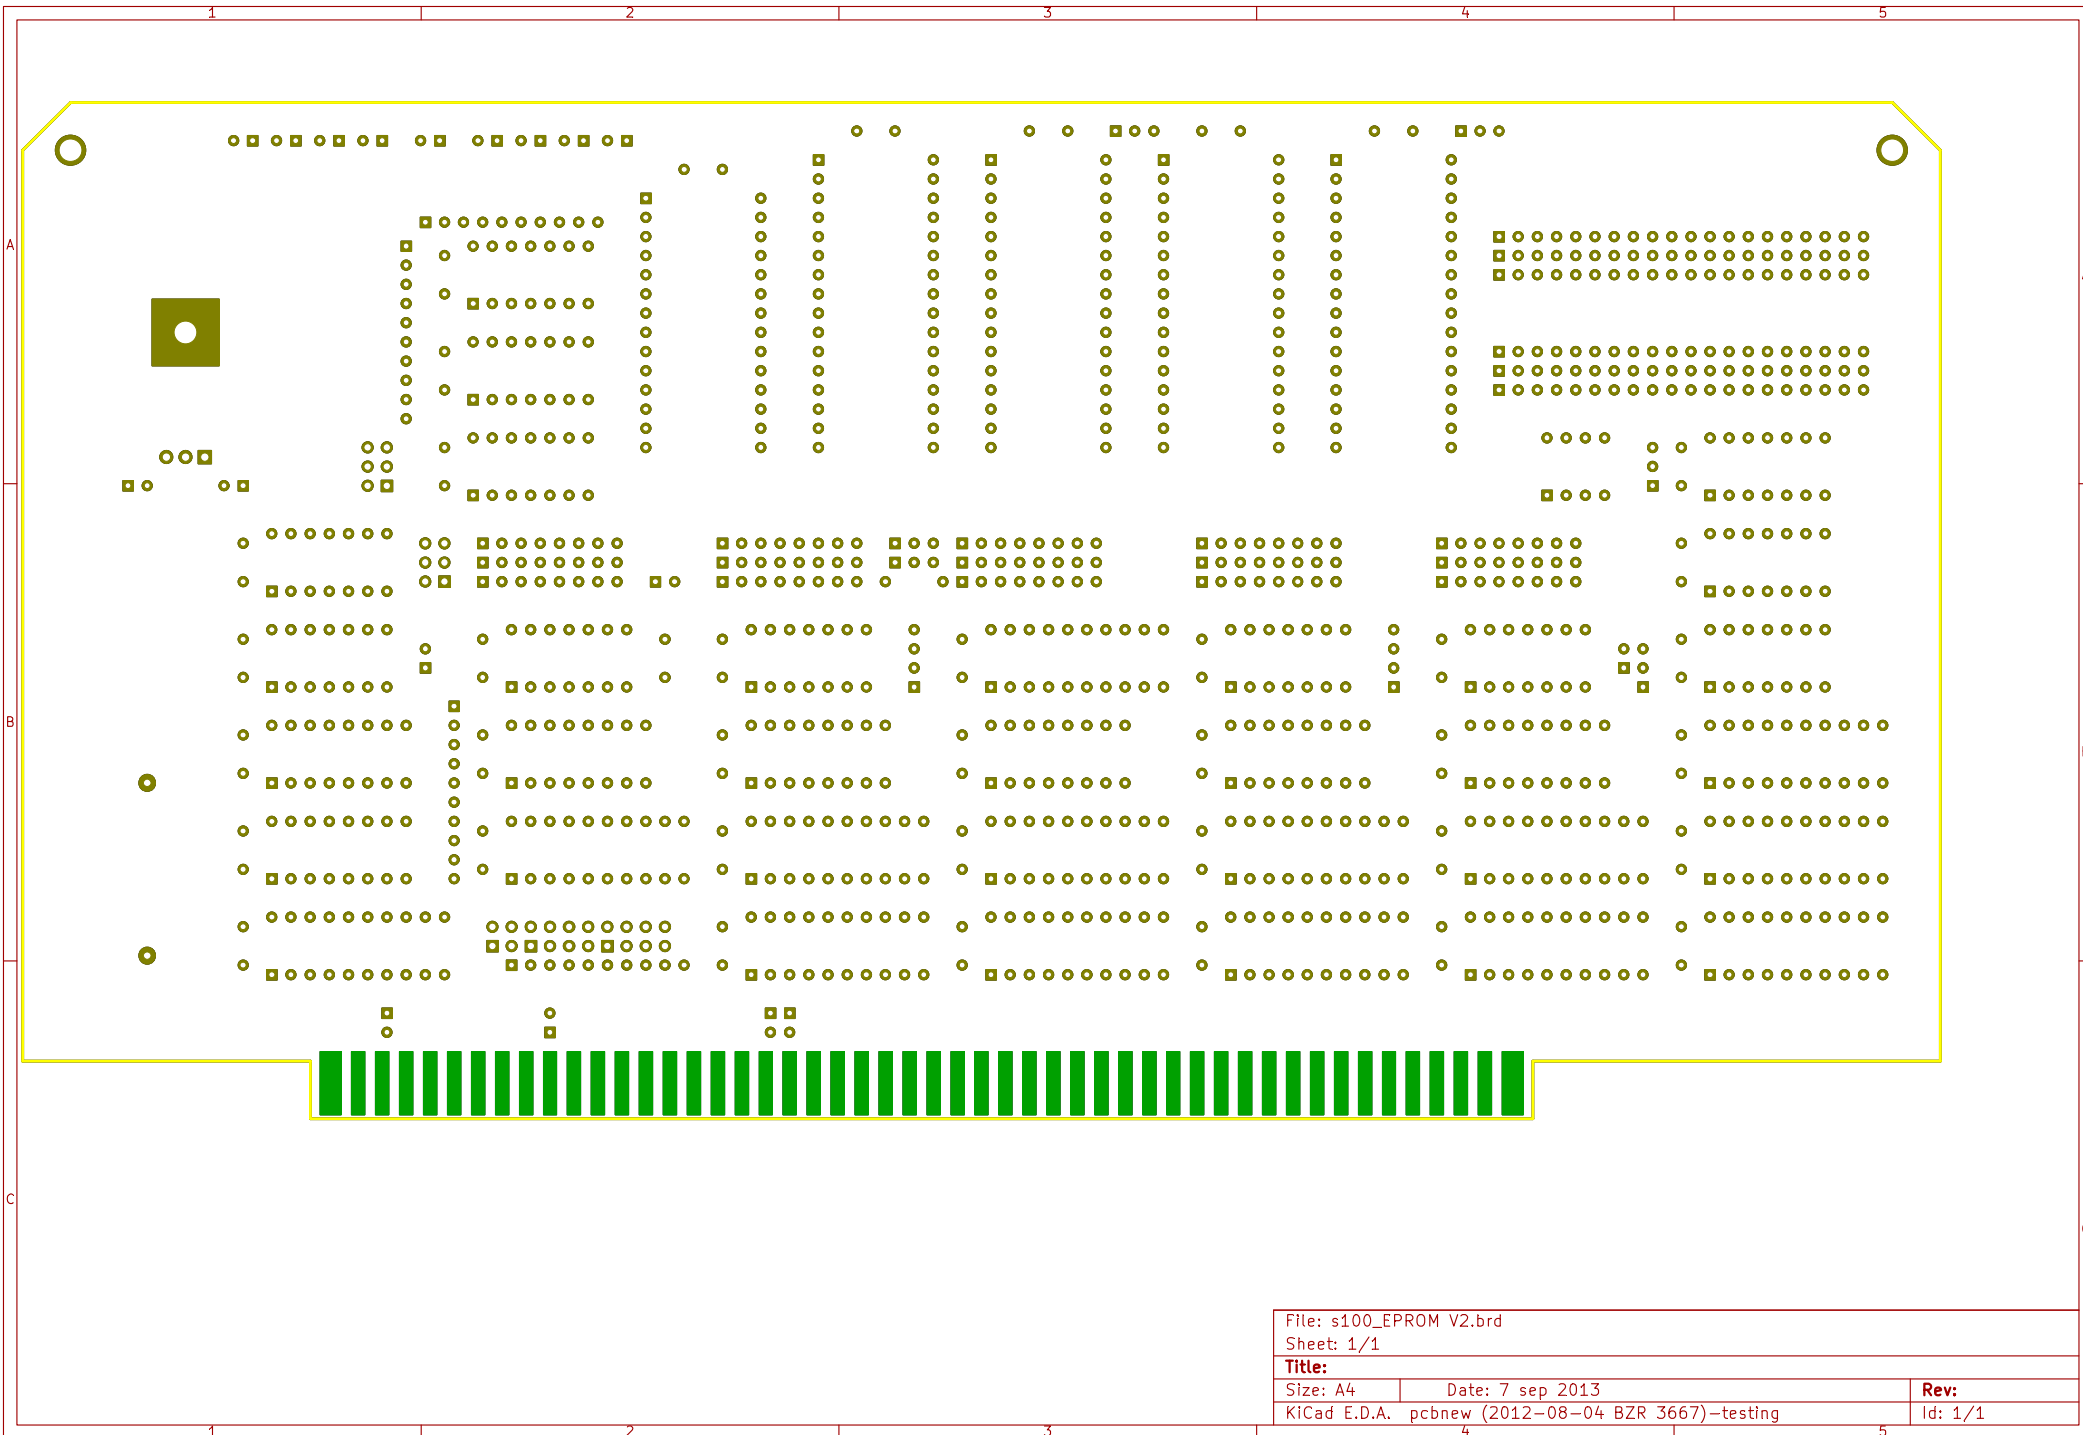 1 2 3 4 5
A
B
C
File: s100_EPROM V2.brd
Sheet: 1/1
Title:
Size: A4 Date: 7 sep 2013 Rev:
KiCad E.D.A. pcbnew (2012-08-04 BZR 3667)-testing Id: 1/1
1 2 3 4 5